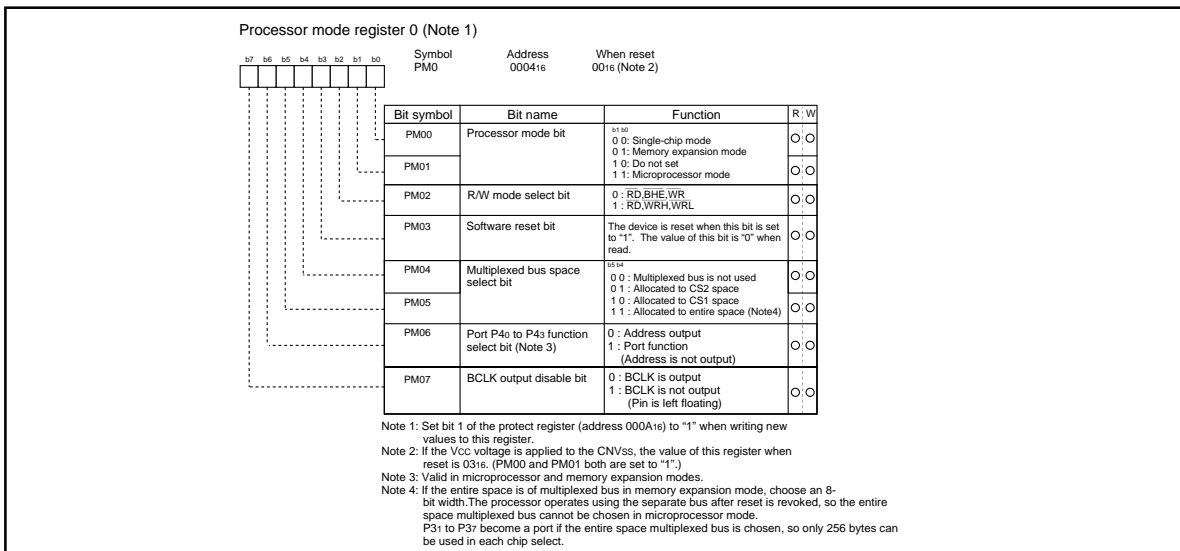 Processor mode register 0 (Note 1)
Symbol Address When reset
PM0 000416 0016 (Note 2)
b7 b6 b5 b4 b3 b2 b1 b0
Bit symbol Bit name Function R W
PM00 Processor mode bit
b1 b0
0 0: Single-chip mode
0 1: Memory expansion mode
1 0: Do not set
1 1: Microprocessor mode
PM01
PM02 R/W mode select bit
0 : RD,BHE,WR
1 : RD,WRH,WRL
PM03 Software reset bit
The device is reset when this bit is set
to “1”. The value of this bit is “0” when
read.
PM04 Multiplexed bus space
select bit
b5 b4
0 0 : Multiplexed bus is not used
0 1 : Allocated to CS2 space
1 0 : Allocated to CS1 space
1 1 : Allocated to entire space (Note4)
PM05
PM06 Port P40 to P43 function
select bit (Note 3)
0 : Address output
1 : Port function
(Address is not output)
PM07 BCLK output disable bit
0 : BCLK is output
1 : BCLK is not output
(Pin is left floating)
Note 1: Set bit 1 of the protect register (address 000A16) to “1” when writing new
values to this register.
Note 2: If the VCC voltage is applied to the CNVSS, the value of this register when
reset is 0316. (PM00 and PM01 both are set to “1”.)
Note 3: Valid in microprocessor and memory expansion modes.
Note 4: If the entire space is of multiplexed bus in memory expansion mode, choose an 8-
bit width.The processor operates using the separate bus after reset is revoked, so the entire
space multiplexed bus cannot be chosen in microprocessor mode.
P31 to P37 become a port if the entire space multiplexed bus is chosen, so only 256 bytes can
be used in each chip select.